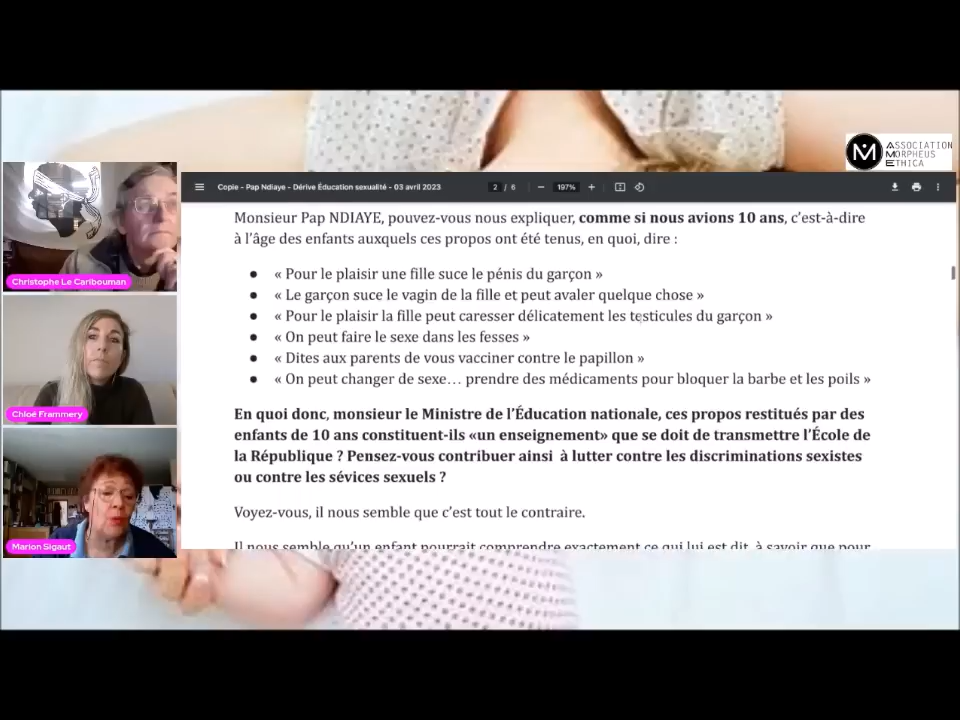 ASSOCIATION
MORPHEUS
ETHICA
Copie - Pap Ndiaye - Dérive Éducation sexualité - 03 avril 2023
2 / 6
197%
Monsieur Pap NDIAYE, pouvez-vous nous expliquer, comme si nous avions 10 ans, c'est-à-dire
à l'âge des enfants auxquels ces propos ont été tenus, en quoi, dire :
● « Pour le plaisir une fille suce le pénis du garçon »
● « Le garçon suce le vagin de la fille et peut avaler quelque chose »
● « Pour le plaisir la fille peut caresser délicatement les testicules du garçon »
● « On peut faire le sexe dans les fesses »
● « Dites aux parents de vous vacciner contre le papillon »
● « On peut changer de sexe… prendre des médicaments pour bloquer la barbe et les poils »
En quoi donc, monsieur le Ministre de l'Éducation nationale, ces propos restitués par des
enfants de 10 ans constituent-ils «un enseignement» que se doit de transmettre l'École de
la République ? Pensez-vous contribuer ainsi à lutter contre les discriminations sexistes
ou contre les sévices sexuels ?
Voyez-vous, il nous semble que c'est tout le contraire.
Il nous semble qu'un enfant pourrait comprendre exactement ce qui lui est dit, à savoir que pour
Christophe Le Caribouman
Chloé Frammery
Marion Sigaut